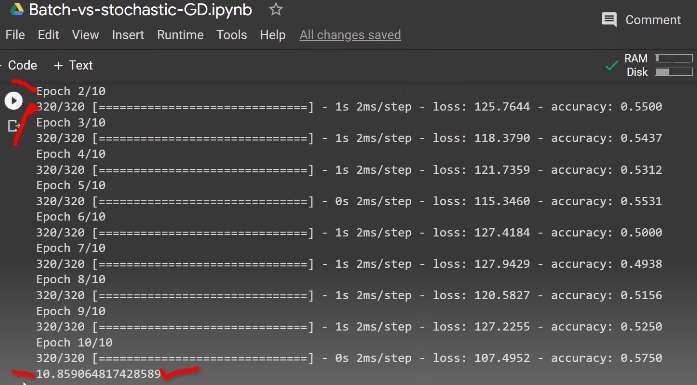 Batch-vs-stochastic-GD.ipynb
Comment
File Edit View Insert Runtime Tools Help All changes saved
Code + Text
RAM
Disk
Epoch 2/10
320/320 [==============================] - 1s 2ms/step - loss: 125.7644 - accuracy: 0.5500
Epoch 3/10
320/320 [==============================] - 1s 2ms/step - loss: 118.3790 - accuracy: 0.5437
Epoch 4/10
320/320 [==============================] - 1s 2ms/step - loss: 121.7359 - accuracy: 0.5312
Epoch 5/10
320/320 [==============================] - 0s 2ms/step - loss: 115.3460 - accuracy: 0.5531
Epoch 6/10
320/320 [==============================] - 1s 2ms/step - loss: 127.4184 - accuracy: 0.5000
Epoch 7/10
320/320 [==============================] - 1s 2ms/step - loss: 127.9429 - accuracy: 0.4938
Epoch 8/10
320/320 [==============================] - 1s 2ms/step - loss: 120.5827 - accuracy: 0.5156
Epoch 9/10
320/320 [==============================] - 1s 2ms/step - loss: 127.2255 - accuracy: 0.5250
Epoch 10/10
320/320 [==============================] - 0s 2ms/step - loss: 107.4952 - accuracy: 0.5750
10.859064817428589